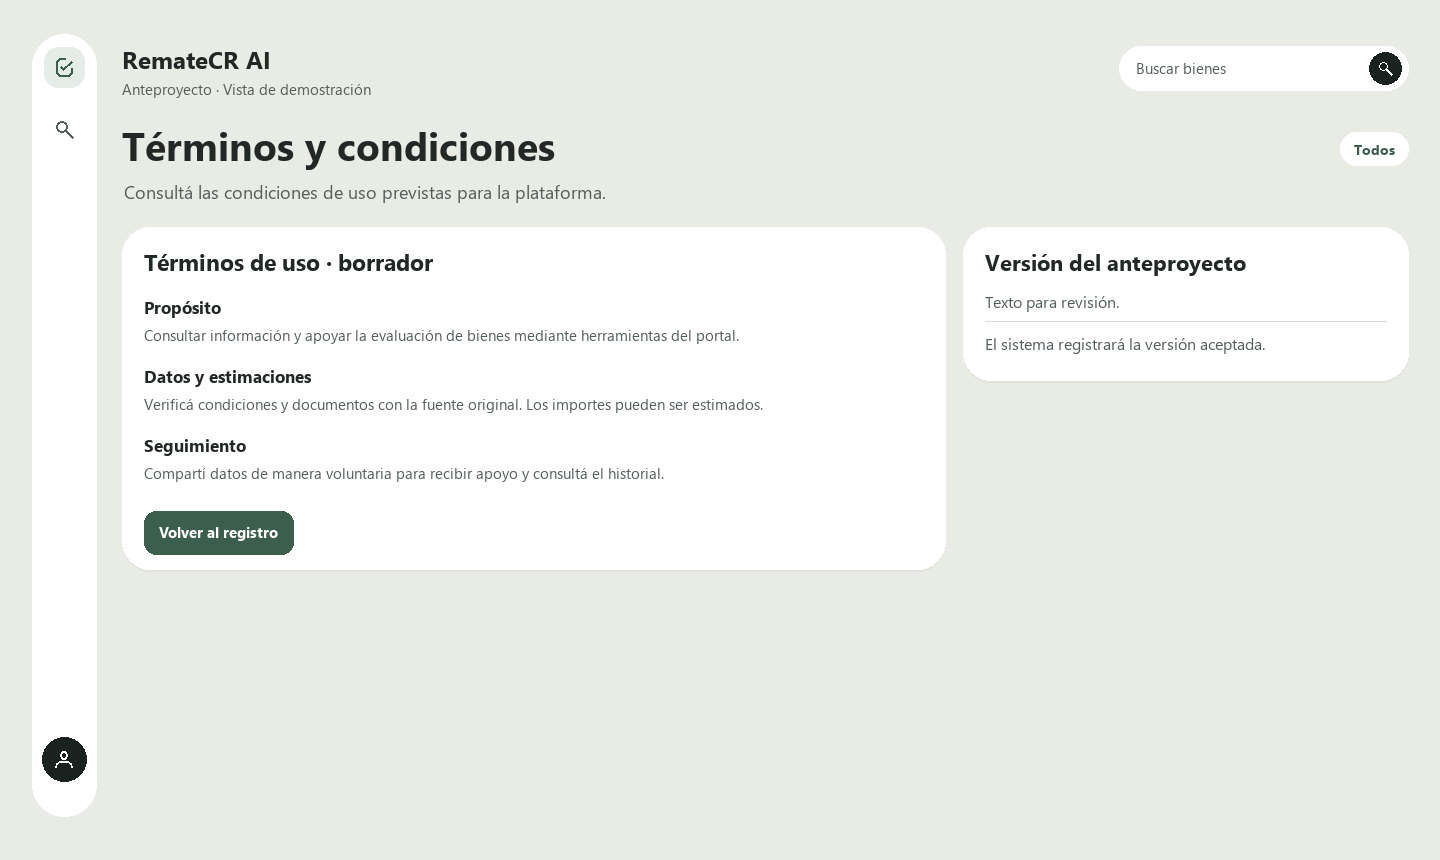 RemateCR AI
Anteproyecto · Vista de demostración
Buscar bienes
Términos y condiciones
Todos
Consultá las condiciones de uso previstas para la plataforma.
Términos de uso · borrador
Propósito
Consultar información y apoyar la evaluación de bienes mediante herramientas del portal.
Datos y estimaciones
Verificá condiciones y documentos con la fuente original. Los importes pueden ser estimados.
Seguimiento
Compartí datos de manera voluntaria para recibir apoyo y consultá el historial.
Volver al registro
Versión del anteproyecto
Texto para revisión.
El sistema registrará la versión aceptada.